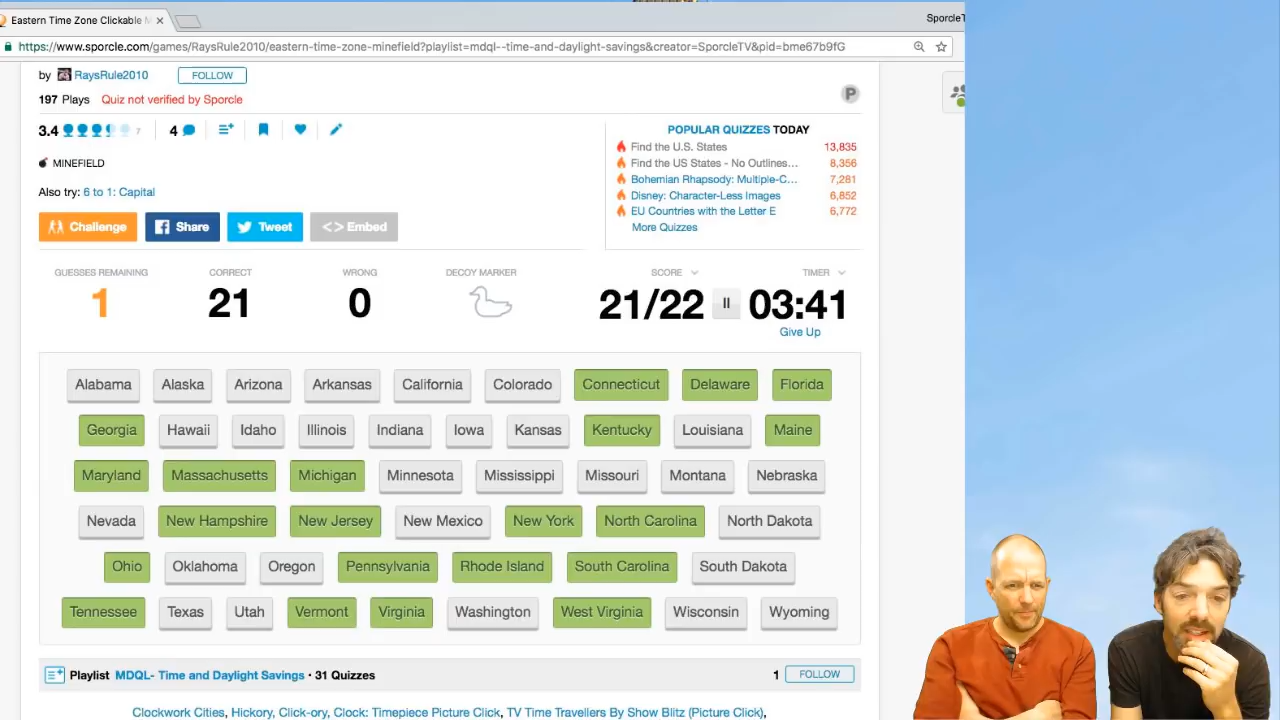 Eastern Time Zone Clickable
SporcleT
https://www.sporcle.com/games/RaysRule2010/eastern-time-zone-minefield?playlist=mdql--time-and-daylight-savings&creator=SporcleTV&pid=bme67b9fG
by RaysRule2010 FOLLOW
197 Plays Quiz not verified by Sporcle
P
3.4 7 4
MINEFIELD
Also try: 6 to 1: Capital
Challenge Share Tweet <> Embed
POPULAR QUIZZES TODAY
Find the U.S. States 13,835
Find the US States - No Outlines... 8,356
Bohemian Rhapsody: Multiple-C... 7,281
Disney: Character-Less Images 6,852
EU Countries with the Letter E 6,772
More Quizzes
GUESSES REMAINING CORRECT WRONG DECOY MARKER SCORE TIMER
1 21 0 21/22 03:41
Give Up
Alabama Alaska Arizona Arkansas California Colorado Connecticut Delaware Florida
Georgia Hawaii Idaho Illinois Indiana Iowa Kansas Kentucky Louisiana Maine
Maryland Massachusetts Michigan Minnesota Mississippi Missouri Montana Nebraska
Nevada New Hampshire New Jersey New Mexico New York North Carolina North Dakota
Ohio Oklahoma Oregon Pennsylvania Rhode Island South Carolina South Dakota
Tennessee Texas Utah Vermont Virginia Washington West Virginia Wisconsin Wyoming
Playlist MDQL- Time and Daylight Savings · 31 Quizzes 1 FOLLOW
Clockwork Cities, Hickory, Click-ory, Clock: Timepiece Picture Click, TV Time Travellers By Show Blitz (Picture Click),